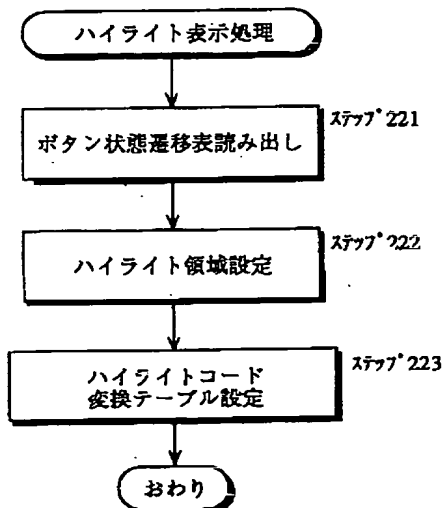 ハイライト表示処理
ステップ221
ボタン状態遷移表読み出し
ステップ222
ハイライト領域設定
ステップ223
ハイライトコード
変換テーブル設定
おわり